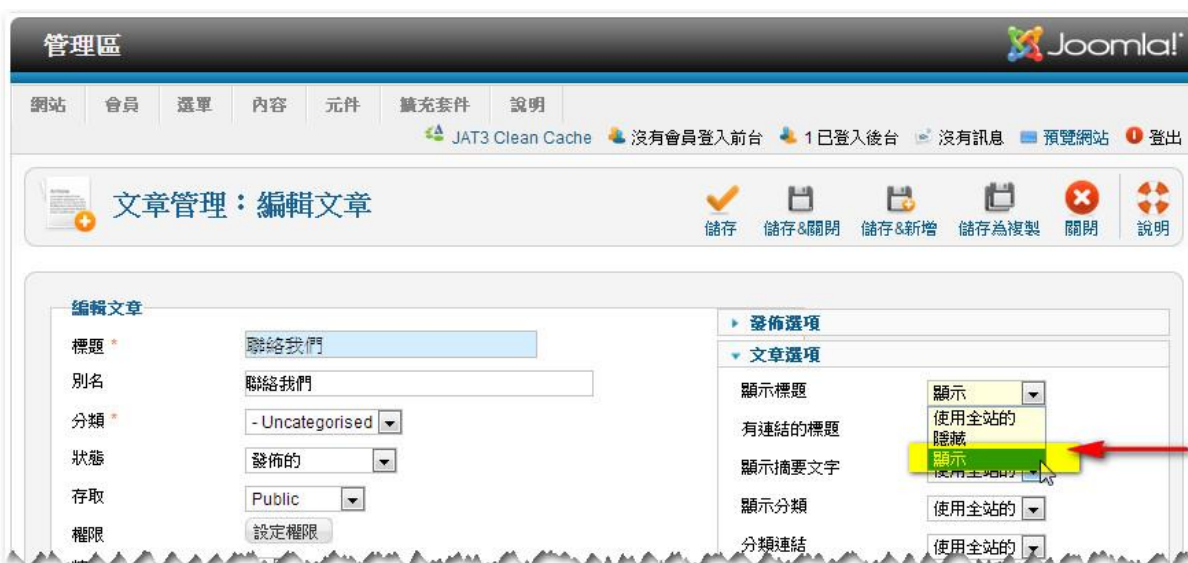 管理區
Joomla!
網站 會員 選單 內容 元件 擴充套件 說明
JAT3 Clean Cache 沒有會員登入前台 1 已登入後台 沒有訊息 預覽網站 登出
文章管理：編輯文章
儲存 儲存&關閉 儲存&新增 儲存為複製 關閉 說明
編輯文章
標題 * 聯絡我們
別名 聯絡我們
分類 * - Uncategorised
狀態 發佈的
存取 Public
權限 設定權限
發佈選項
文章選項
顯示標題 顯示
使用全站的
隱藏
顯示
有連結的標題
顯示摘要文字 使用全站的
顯示分類 使用全站的
分類連結 使用全站的